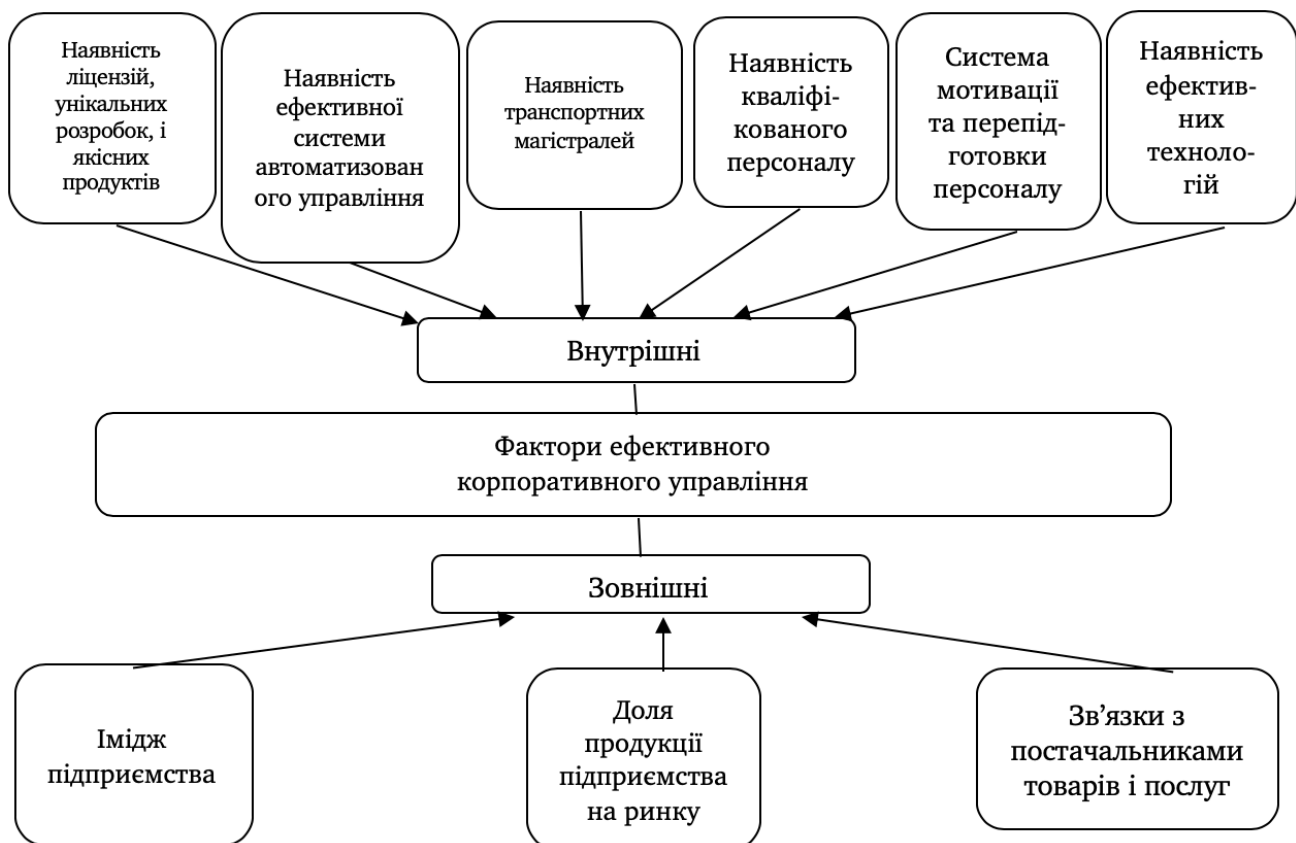 Наявність
ліцензій,
унікальних
розробок, і
якісних
продуктів
Наявність
ефективної
системи
автоматизован
ого управління
Наявність
транспортних
магістралей
Наявність
кваліфі-
кованого
персоналу
Система
мотивації
та перепід-
готовки
персоналу
Наявність
ефектив-
них
техноло-
гій
Внутрішні
Фактори ефективного
корпоративного управління
Зовнішні
Імідж
підприємства
Доля
продукції
підприємства
на ринку
Зв’язки з
постачальниками
товарів і послуг